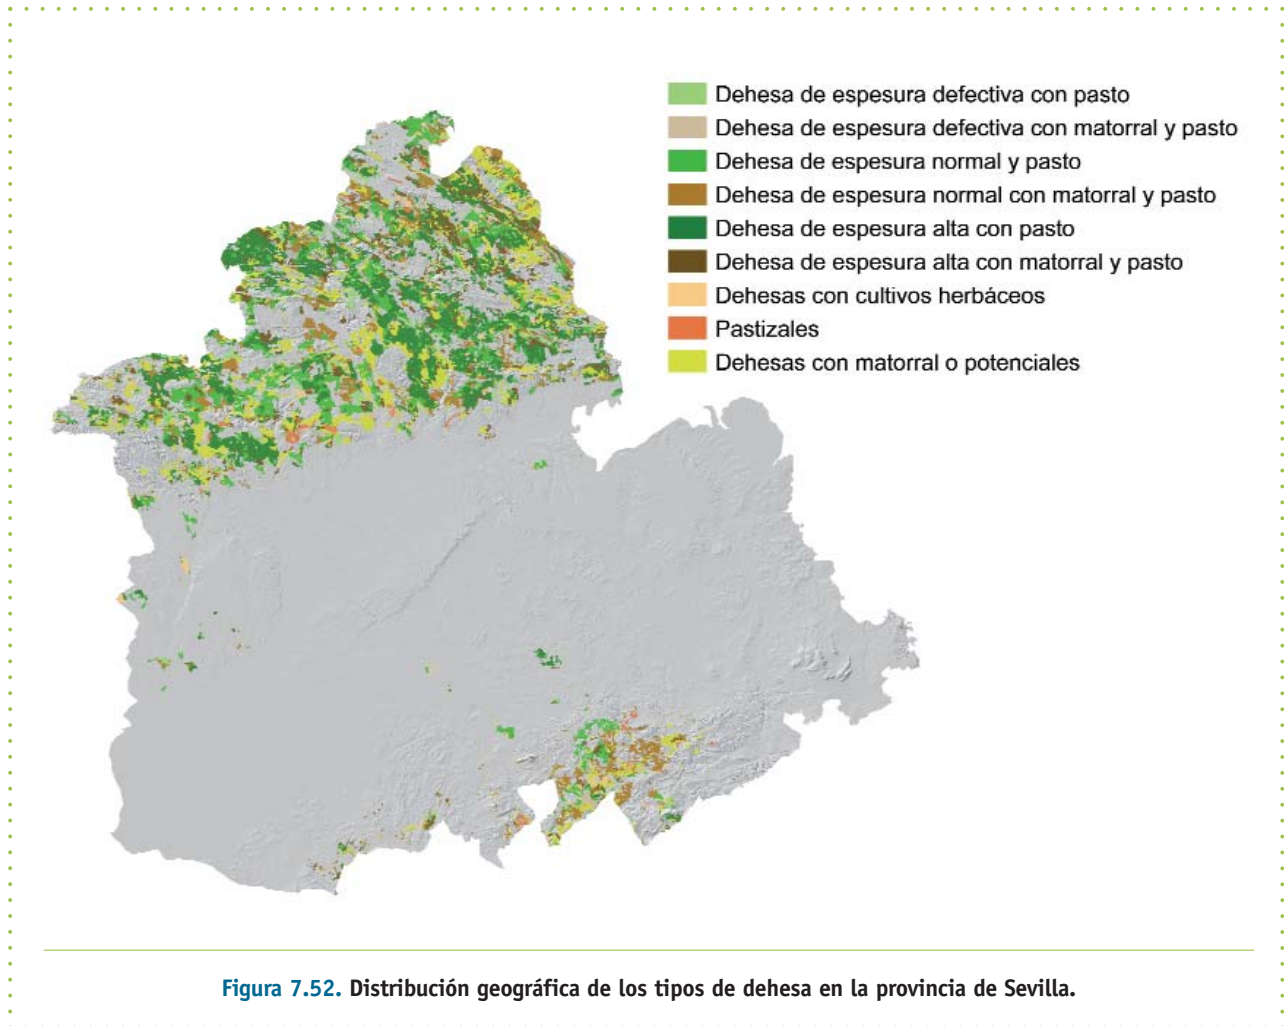 Dehesa de espesura defectiva con pasto
Dehesa de espesura defectiva con matorral y pasto
Dehesa de espesura normal y pasto
Dehesa de espesura normal con matorral y pasto
Dehesa de espesura alta con pasto
Dehesa de espesura alta con matorral y pasto
Dehesas con cultivos herbáceos
Pastizales
Dehesas con matorral o potenciales
Figura 7.52. Distribución geográfica de los tipos de dehesa en la provincia de Sevilla.